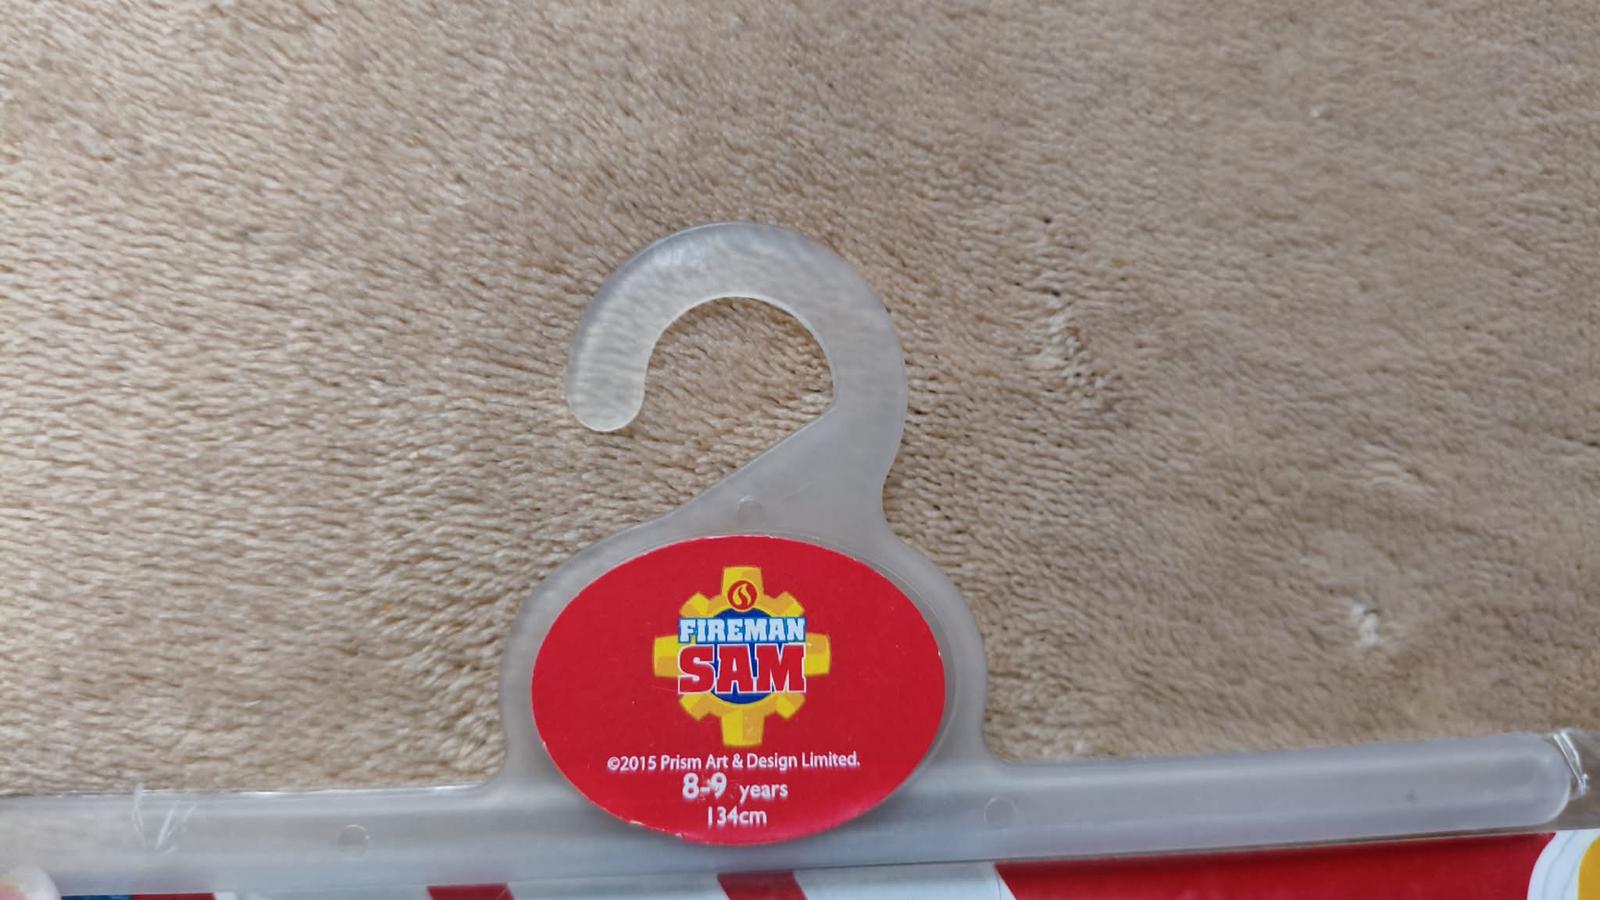 FIREMAN
SAM
©2015 Prism Art & Design Limited.
8-9 years
134cm